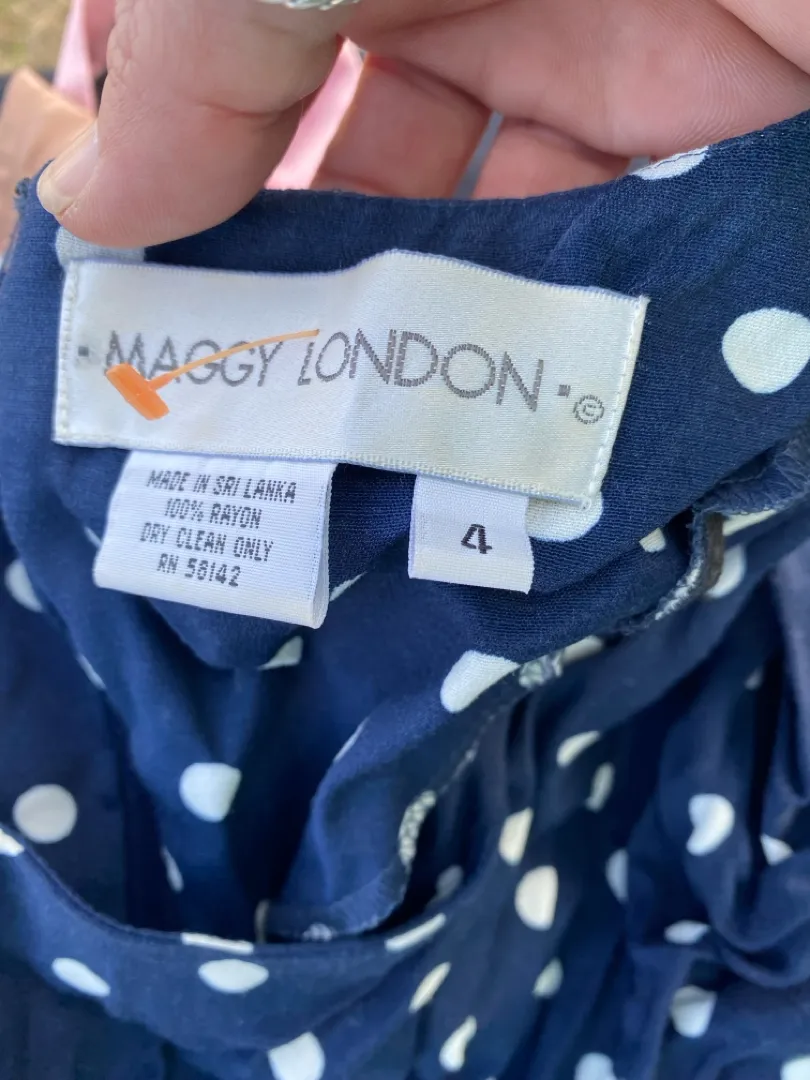 MAGGY LONDON ©
MADE IN SRI LANKA
100% RAYON
DRY CLEAN ONLY
RN 58142
4